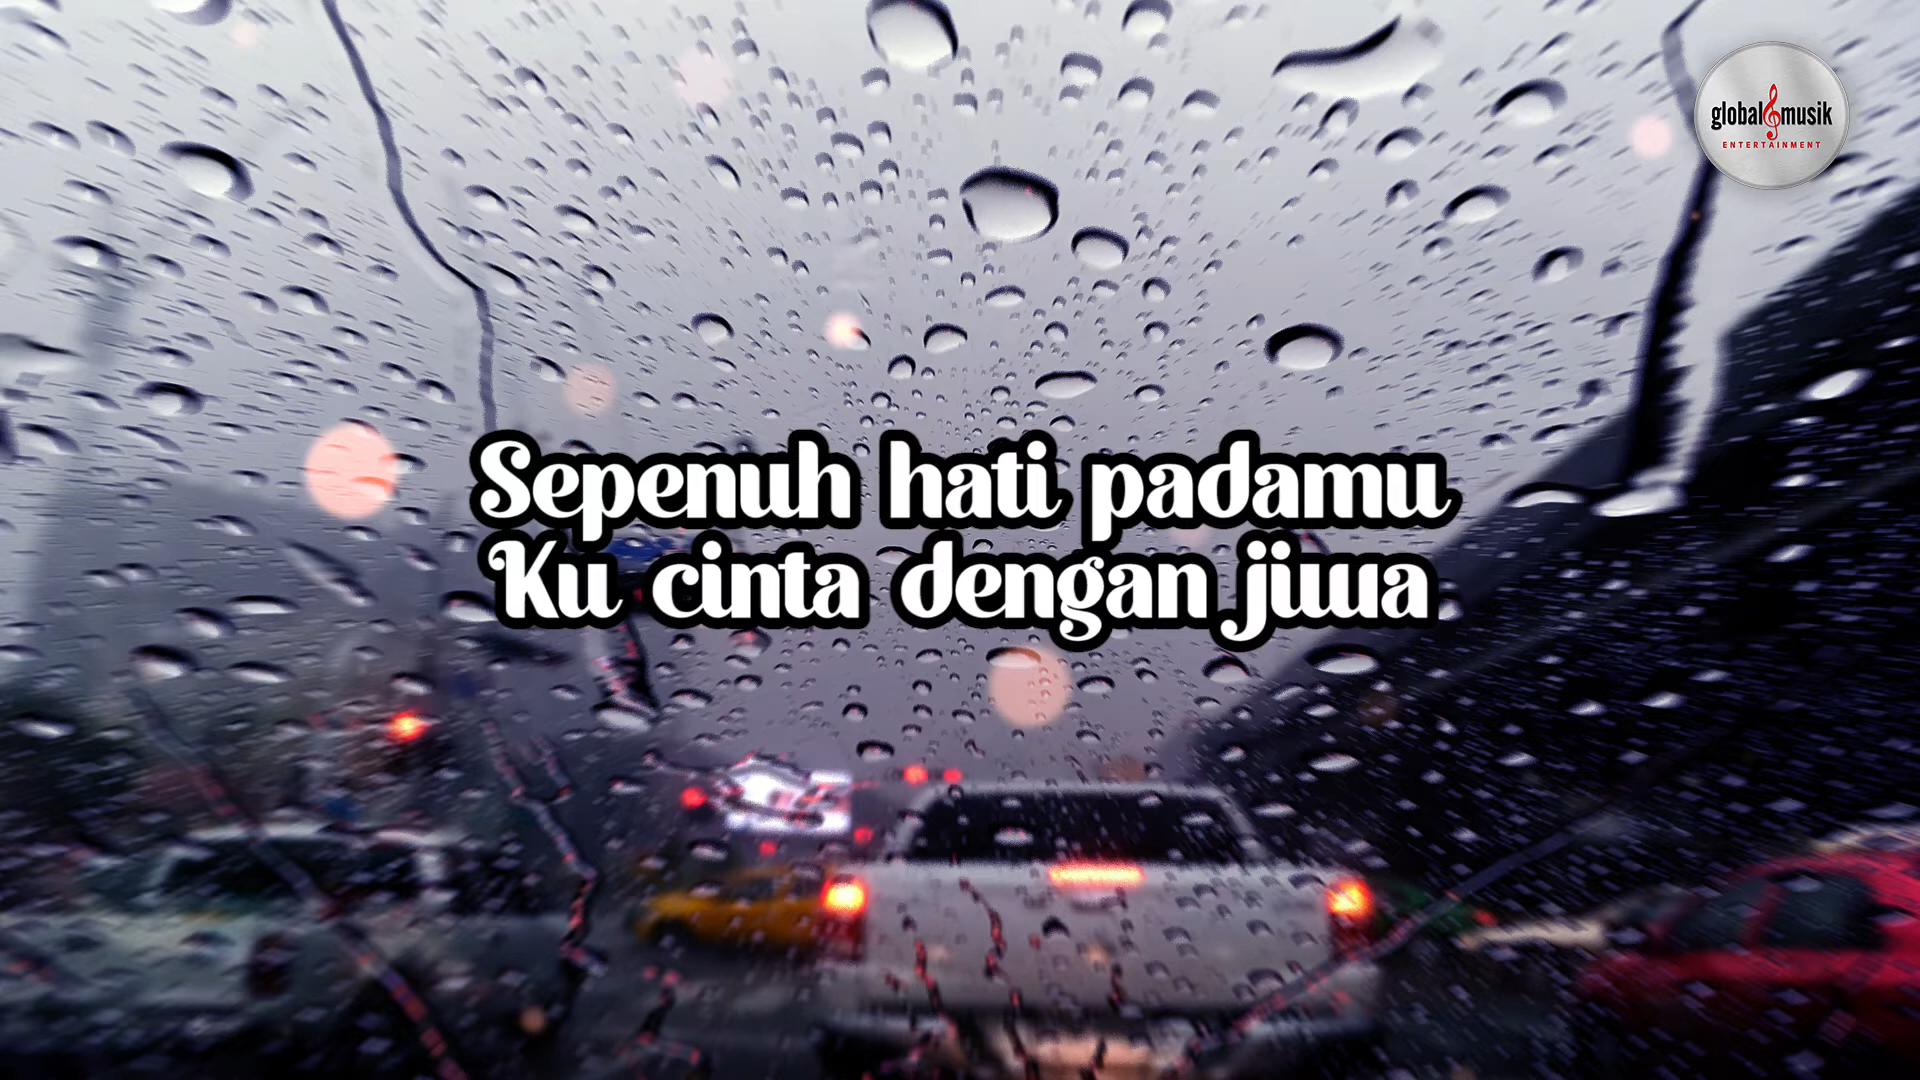 global musik
ENTERTAINMENT
Sepenuh hati padamu
Ku cinta dengan jiwa